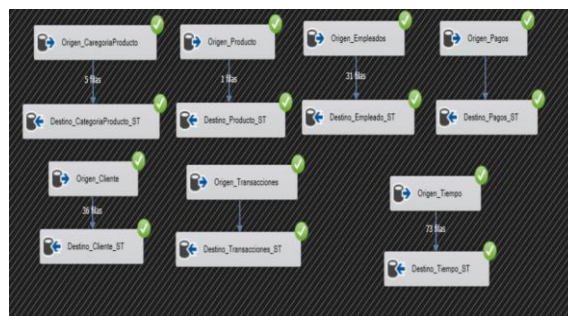 Origen_CaregoriaProducto
Origen_Producto
Origen_Empleados
Origen_Pagos
5 filas
1 filas
31 filas
Destino_CategoriaProducto_ST
Destino_Producto_ST
Destino_Empleado_ST
Destino_Pagos_ST
Origen_Cliente
Origen_Transacciones
Origen_Tiempo
36 filas
73 filas
Destino_Cliente_ST
Destino_Transacciones_ST
Destino_Tiempo_ST